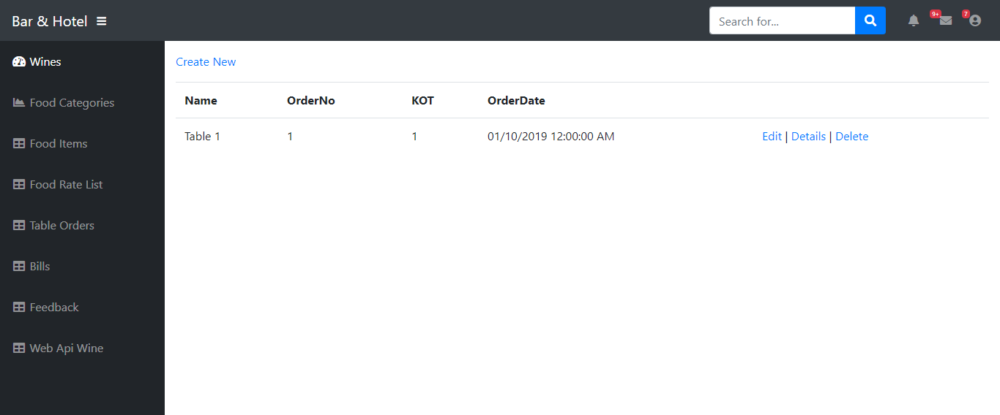 Bar & Hotel
Search for...
9+
7
Wines
Food Categories
Food Items
Food Rate List
Table Orders
Bills
Feedback
Web Api Wine
Create New
Name OrderNo KOT OrderDate
Table 1 1 1 01/10/2019 12:00:00 AM Edit | Details | Delete